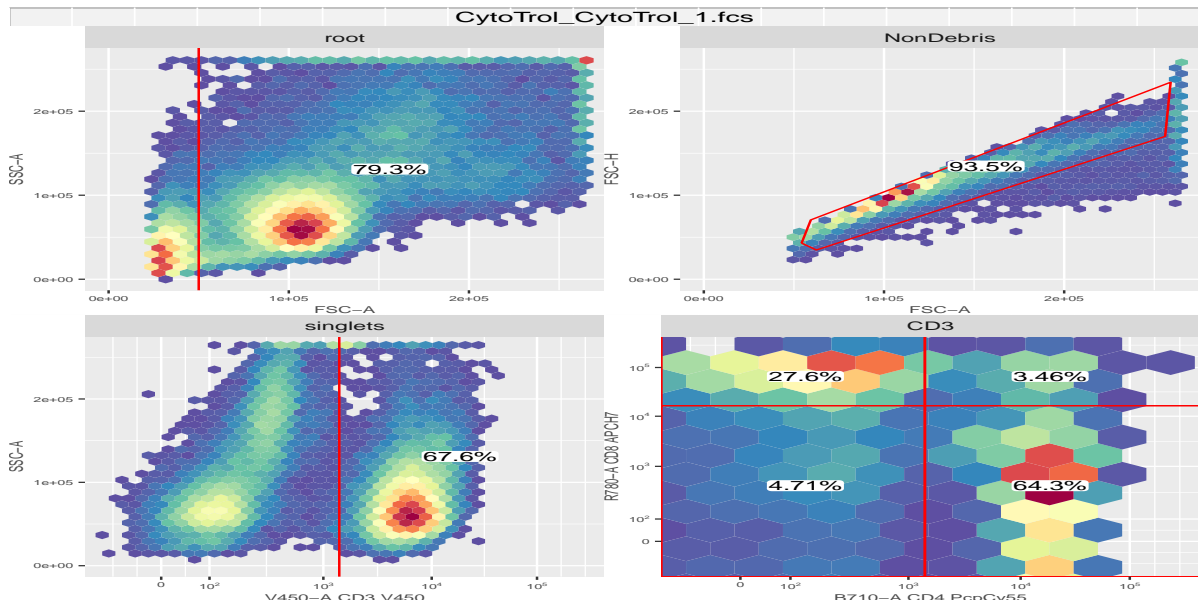 CytoTrol_CytoTrol_1.fcs
root
SSC-A
2e+05
1e+05
0e+00
79.3%
0e+00 1e+05 2e+05
FSC-A
NonDebris
FSC-H
2e+05
1e+05
0e+00
93.5%
0e+00 1e+05 2e+05
FSC-A
singlets
SSC-A
2e+05
1e+05
0e+00
67.6%
0 10² 10³ 10⁴ 10⁵
V450-A CD3 V450
CD3
R780-A CD8 APCH7
10⁵
10⁴
10³
10²
0
27.6% 3.46%
4.71% 64.3%
0 10² 10³ 10⁴ 10⁵
B710-A CD4 PcpCy55